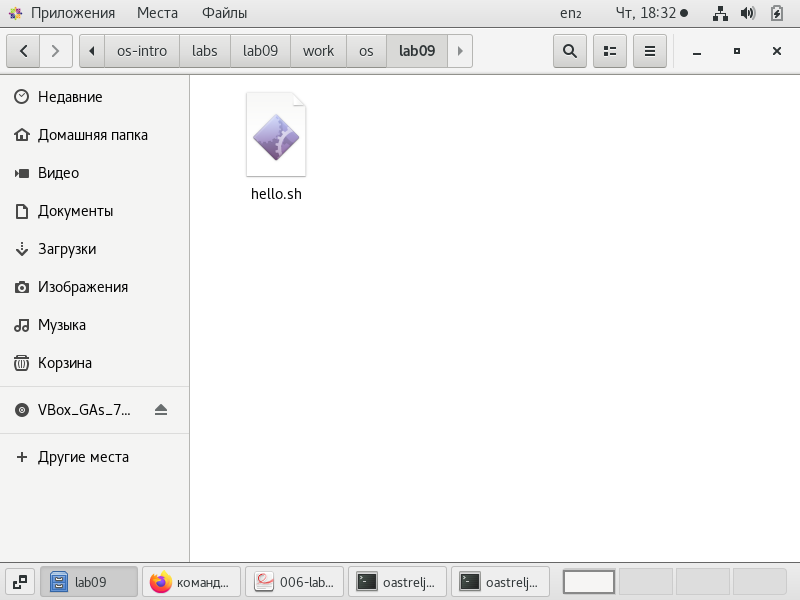 Приложения Места Файлы en₂ Чт, 18:32
os-intro labs lab09 work os lab09
Недавние
Домашняя папка
Видео
Документы
Загрузки
Изображения
Музыка
Корзина
VBox_GAs_7...
Другие места
hello.sh
lab09 команд... 006-lab... oastrelj... oastrelj...